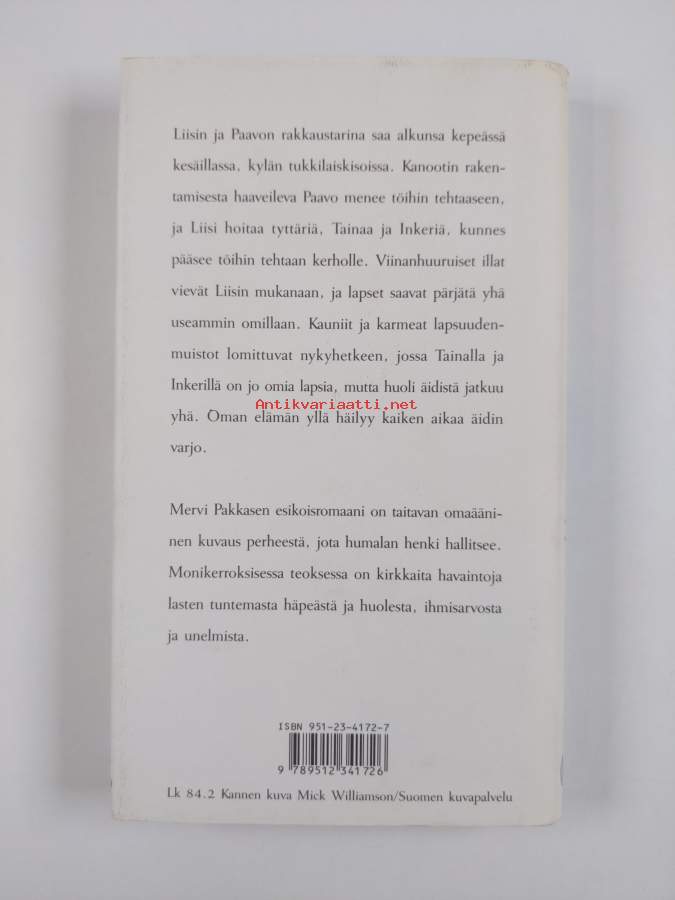 Liisin ja Paavon rakkaustarina saa alkunsa kepeässä
kesäillassa, kylän tukkilaiskisoissa. Kanootin raken-
tamisesta haaveileva Paavo menee töihin tehtaaseen,
ja Liisi hoitaa tyttäriä, Tainaa ja Inkeriä, kunnes
pääsee töihin tehtaan kerholle. Viinanhuuruiset illat
vievät Liisin mukanaan, ja lapset saavat pärjätä yhä
useammin omillaan. Kauniit ja karmeat lapsuuden-
muistot lomittuvat nykyhetkeen, jossa Tainalla ja
Inkerillä on jo omia lapsia, mutta huoli äidistä jatkuu
Antikvariaatti.net
yhä. Oman elämän yllä häilyy kaiken aikaa äidin
varjo.
Mervi Pakkasen esikoisromaani on taitavan omaääni-
nen kuvaus perheestä, jota humalan henki hallitsee.
Monikerroksisessa teoksessa on kirkkaita havaintoja
lasten tuntemasta häpeästä ja huolesta, ihmisarvosta
ja unelmista.
ISBN 951-23-4172-7
9 789512 341726
Lk 84.2 Kannen kuva Mick Williamson/Suomen kuvapalvelu